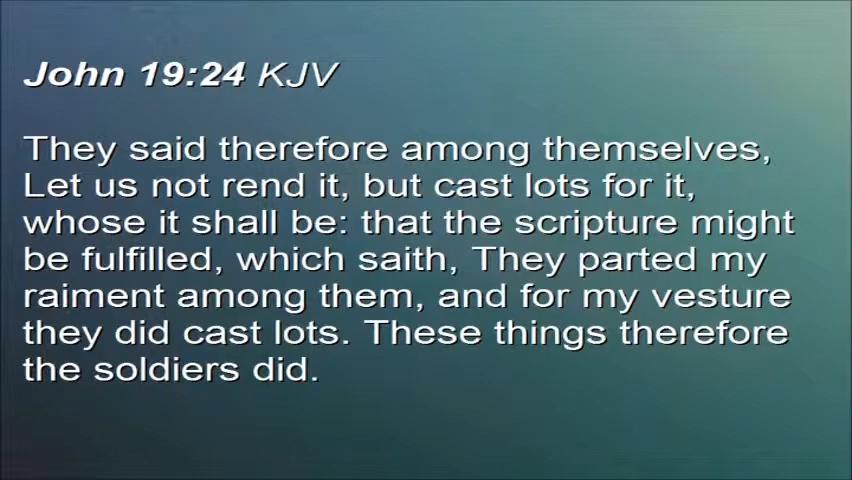 John 19:24 KJV
They said therefore among themselves,
Let us not rend it, but cast lots for it,
whose it shall be: that the scripture might
be fulfilled, which saith, They parted my
raiment among them, and for my vesture
they did cast lots. These things therefore
the soldiers did.